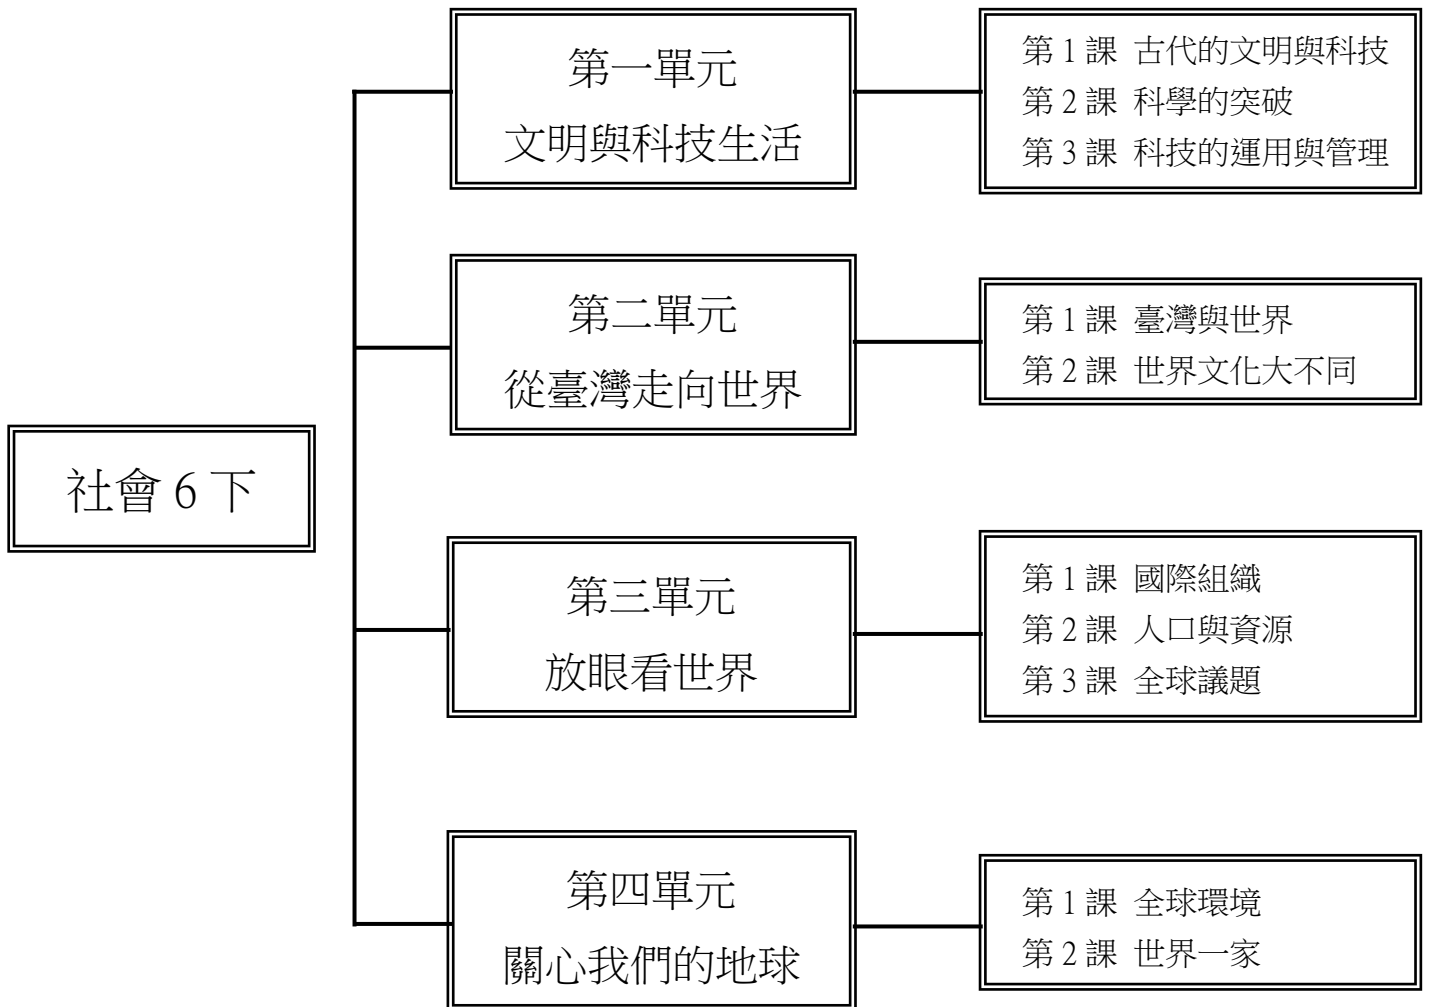 社會6下
第一單元
文明與科技生活
第1課 古代的文明與科技
第2課 科學的突破
第3課 科技的運用與管理
第二單元
從臺灣走向世界
第1課 臺灣與世界
第2課 世界文化大不同
第三單元
放眼看世界
第1課 國際組織
第2課 人口與資源
第3課 全球議題
第四單元
關心我們的地球
第1課 全球環境
第2課 世界一家